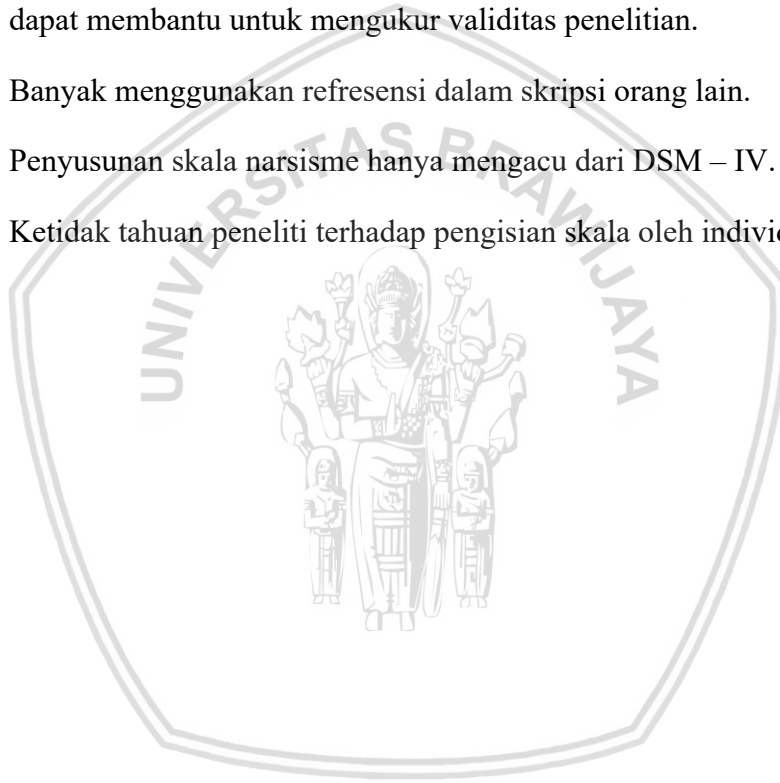 dapat membantu untuk mengukur validitas penelitian.
Banyak menggunakan refresensi dalam skripsi orang lain.
Penyusunan skala narsisme hanya mengacu dari DSM – IV.
Ketidak tahuan peneliti terhadap pengisian skala oleh
UNIVERSITAS BRAWIJAYA